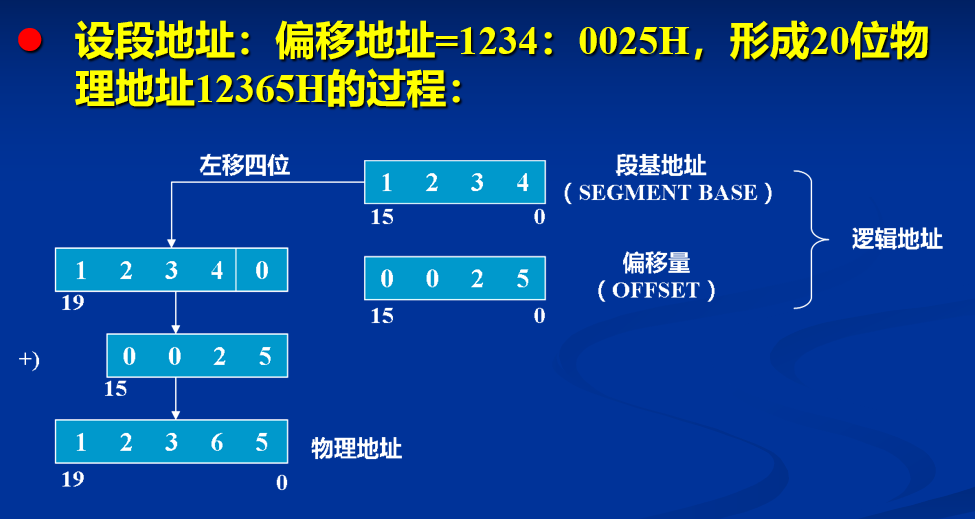 设段地址：偏移地址=1234：0025H，形成20位物
理地址12365H的过程：
左移四位
1 2 3 4
15 0
段基地址
（SEGMENT BASE）
逻辑地址
1 2 3 4 0
19
0 0 2 5
15 0
偏移量
（OFFSET）
+)
0 0 2 5
15
1 2 3 6 5
19 0
物理地址